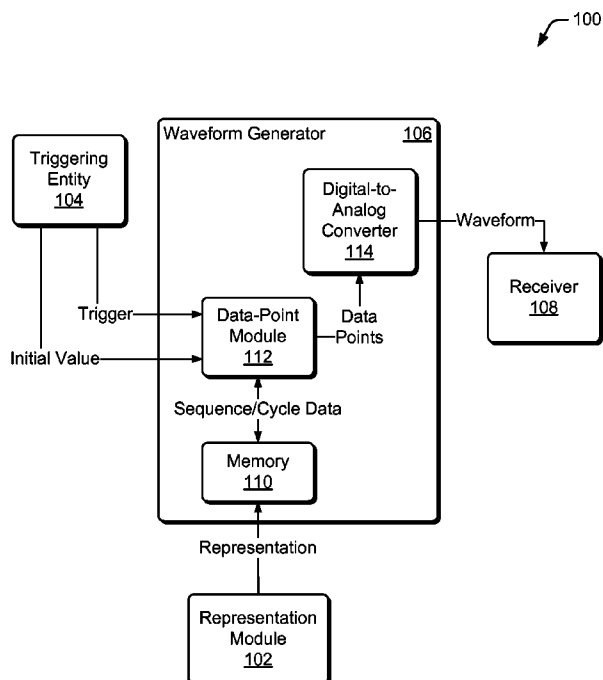 100
Waveform Generator 106
Triggering
Entity
104
Digital-to-
Analog
Converter
114
Waveform
Receiver
108
Trigger
Initial Value
Data-Point
Module
112
Data
Points
Sequence/Cycle Data
Memory
110
Representation
Representation
Module
102